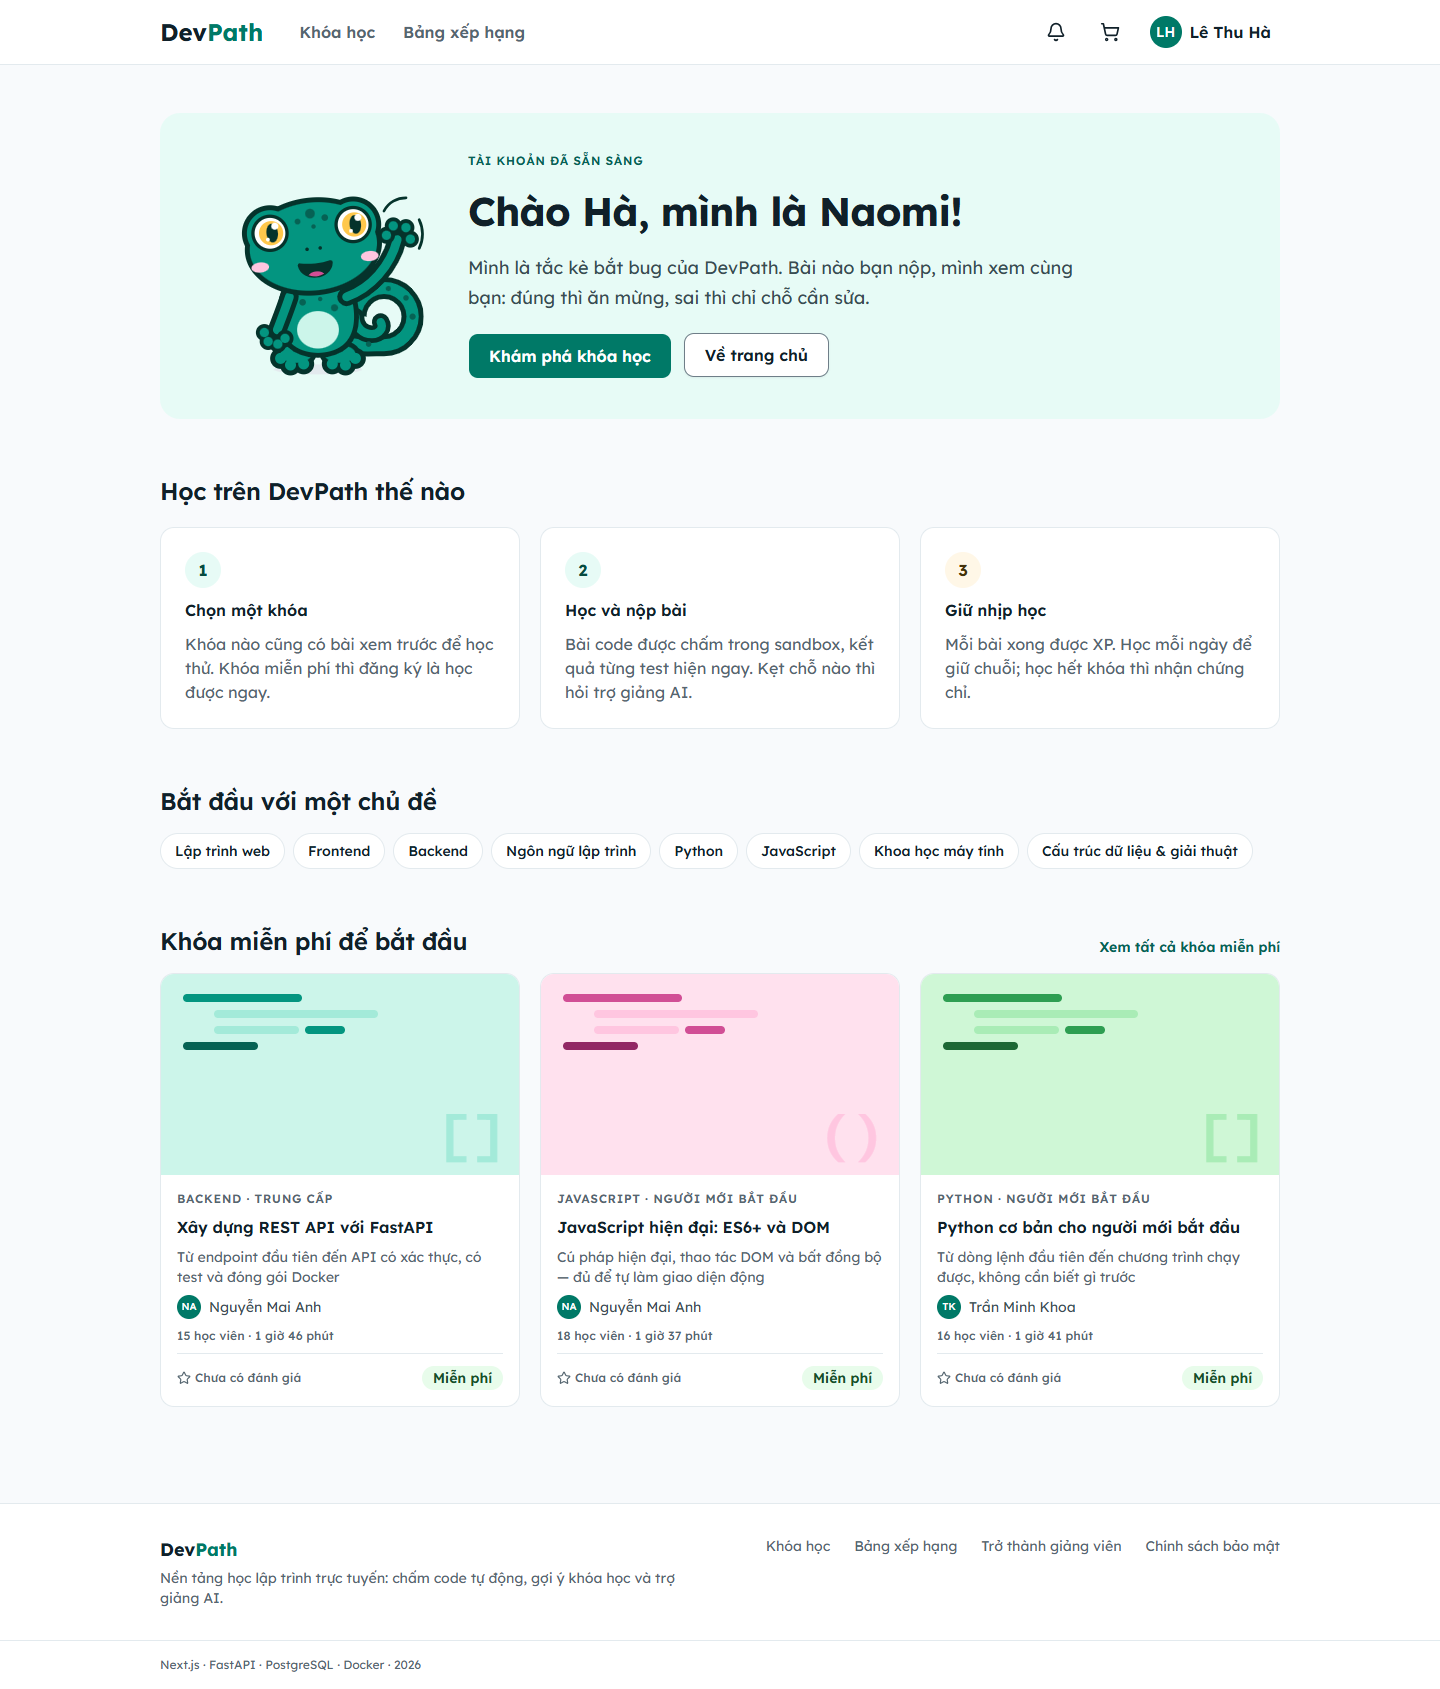 DevPath
Khóa học
Bảng xếp hạng
LH
Lê Thu Hà
TÀI KHOẢN ĐÃ SẴN SÀNG
Chào Hà, mình là Naomi!
Mình là tắc kè bắt bug của DevPath. Bài nào bạn nộp, mình xem cùng
bạn: đúng thì ăn mừng, sai thì chỉ chỗ cần sửa.
Khám phá khóa học
Về trang chủ
Học trên DevPath thế nào
1
Chọn một khóa
Khóa nào cũng có bài xem trước để học
thử. Khóa miễn phí thì đăng ký là học
được ngay.
2
Học và nộp bài
Bài code được chấm trong sandbox, kết
quả từng test hiện ngay. Kẹt chỗ nào thì
hỏi trợ giảng AI.
3
Giữ nhịp học
Mỗi bài xong được XP. Học mỗi ngày để
giữ chuỗi; học hết khóa thì nhận chứng
chỉ.
Bắt đầu với một chủ đề
Lập trình web
Frontend
Backend
Ngôn ngữ lập trình
Python
JavaScript
Khoa học máy tính
Cấu trúc dữ liệu & giải thuật
Khóa miễn phí để bắt đầu
Xem tất cả khóa miễn phí
[ ]
BACKEND · TRUNG CẤP
Xây dựng REST API với FastAPI
Từ endpoint đầu tiên đến API có xác thực, có
test và đóng gói Docker
NA
Nguyễn Mai Anh
15 học viên · 1 giờ 46 phút
Chưa có đánh giá
Miễn phí
( )
JAVASCRIPT · NGƯỜI MỚI BẮT ĐẦU
JavaScript hiện đại: ES6+ và DOM
Cú pháp hiện đại, thao tác DOM và bất đồng bộ
— đủ để tự làm giao diện động
NA
Nguyễn Mai Anh
18 học viên · 1 giờ 37 phút
Chưa có đánh giá
Miễn phí
[ ]
PYTHON · NGƯỜI MỚI BẮT ĐẦU
Python cơ bản cho người mới bắt đầu
Từ dòng lệnh đầu tiên đến chương trình chạy
được, không cần biết gì trước
TK
Trần Minh Khoa
16 học viên · 1 giờ 41 phút
Chưa có đánh giá
Miễn phí
DevPath
Nền tảng học lập trình trực tuyến: chấm code tự động, gợi ý khóa học và trợ
giảng AI.
Khóa học
Bảng xếp hạng
Trở thành giảng viên
Chính sách bảo mật
Next.js · FastAPI · PostgreSQL · Docker · 2026